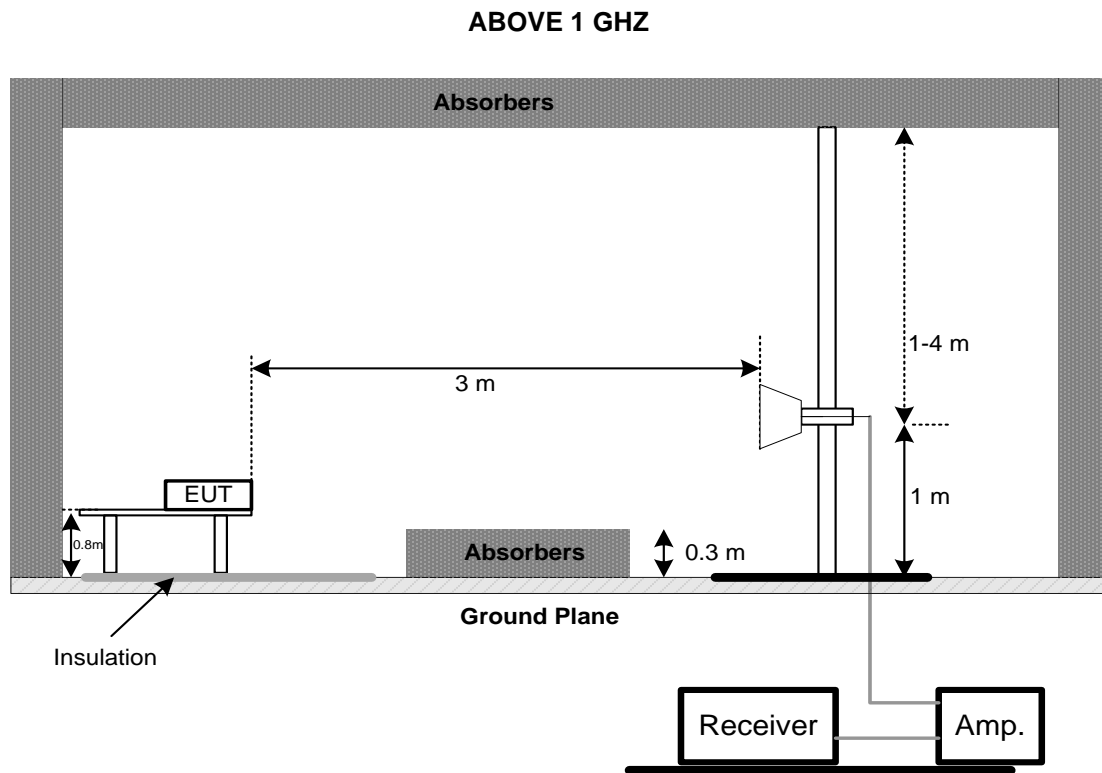 ABOVE 1 GHZ
Absorbers
1-4 m
3 m
EUT
1 m
0.8m
Absorbers
0.3 m
Ground Plane
Insulation
Receiver
Amp.